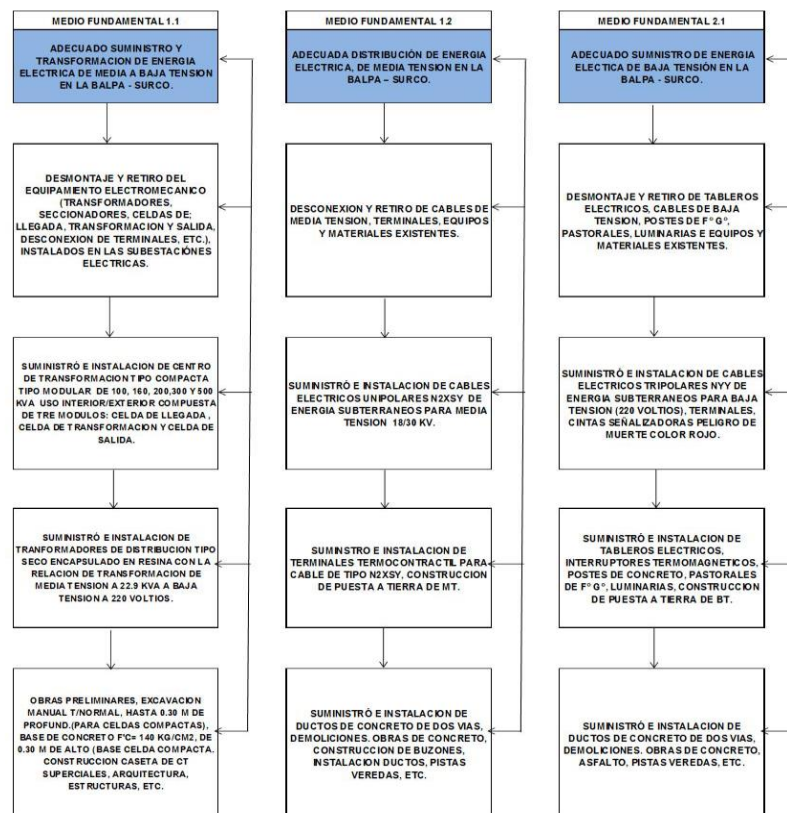 MEDIO FUNDAMENTAL 1.1
ADECUADO SUMINISTRO Y
TRANSFORMACION DE ENERGIA
ELECTRICA DE MEDIA A BAJA TENSION
EN LA BALPA - SURCO.
DESMONTAJE Y RETIRO DEL
EQUIPAMIENTO ELECTROMECANICO
(TRANSFORMADORES,
SECCIONADORES, CELDAS DE;
LLEGADA, TRANSFORMACION Y SALIDA,
DESCONEXION DE TERMINALES, ETC.),
INSTALADOS EN LAS SUBESTACIÓNES
ELECTRICAS.
SUMINISTRÓ E INSTALACION DE CENTRO
DE TRANSFORMACION TIPO COMPACTA
TIPO MODULAR DE 100, 160, 200,300 Y 500
KVA USO INTERIOR/EXTERIOR COMPUESTA
DE TRE MODULOS: CELDA DE LLEGADA ,
CELDA DE TRANSFORMACION Y CELDA DE
SALIDA.
SUMINISTRÓ E INSTALACION DE
TRANFORMADORES DE DISTRIBUCION TIPO
SECO ENCAPSULADO EN RESINA CON LA
RELACION DE TRANSFORMACION DE
MEDIA TENSION A 22.9 KVA A BAJA
TENSION A 220 VOLTIOS.
OBRAS PRELIMINARES, EXCAVACION
MANUAL T/NORMAL, HASTA 0.30 M DE
PROFUND.(PARA CELDAS COMPACTAS),
BASE DE CONCRETO F'C= 140 KG/CM2, DE
0.30 M DE ALTO (BASE CELDA COMPACTA.
CONSTRUCCION CASETA DE CT
SUPERCIALES, ARQUITECTURA,
ESTRUCTURAS, ETC.
MEDIO FUNDAMENTAL 1.2
ADECUADA DISTRIBUCIÓN DE ENERGIA
ELECTRICA, DE MEDIA TENSION EN LA
BALPA – SURCO.
DESCONEXION Y RETIRO DE CABLES DE
MEDIA TENSION, TERMINALES, EQUIPOS
Y MATERIALES EXISTENTES.
SUMINISTRÓ E INSTALACION DE CABLES
ELECTRICOS UNIPOLARES N2XSY DE
ENERGIA SUBTERRANEOS PARA MEDIA
TENSION 18/30 KV.
SUMINSTRO E INSTALACION DE
TERMINALES TERMOCONTRACTIL PARA
CABLE DE TIPO N2XSY, CONSTRUCCION
DE PUESTA A TIERRA DE MT.
SUMINISTRÓ E INSTALACION DE
DUCTOS DE CONCRETO DE DOS VIAS,
DEMOLICIONES. OBRAS DE CONCRETO,
CONSTRUCCION DE BUZONES,
INSTALACION DUCTOS, PISTAS
VEREDAS, ETC.
MEDIO FUNDAMENTAL 2.1
ADECUADO SUMNISTRO DE ENERGIA
ELECTICA DE BAJA TENSIÓN EN LA
BALPA - SURCO.
DESMONTAJE Y RETIRO DE TABLEROS
ELECTRICOS, CABLES DE BAJA
TENSION, POSTES DE F° G°,
PASTORALES, LUMINARIAS E EQUIPOS Y
MATERIALES EXISTENTES.
SUMINISTRÓ E INSTALACION DE CABLES
ELECTRICOS TRIPOLARES NYY DE
ENERGIA SUBTERRANEOS PARA BAJA
TENSION (220 VOLTIOS), TERMINALES,
CINTAS SEÑALIZADORAS PELIGRO DE
MUERTE COLOR ROJO.
SUMINISTRÓ E INSTALACION DE
TABLEROS ELECTRICOS,
INTERRUPTORES TERMOMAGNETICOS,
POSTES DE CONCRETO, PASTORALES
DE F° G°, LUMINARIAS, CONSTRUCCION
DE PUESTA A TIERRA DE BT.
SUMINISTRÓ E INSTALACION DE
DUCTOS DE CONCRETO DE DOS VIAS,
DEMOLICIONES. OBRAS DE CONCRETO,
ASFALTO, PISTAS VEREDAS, ETC.